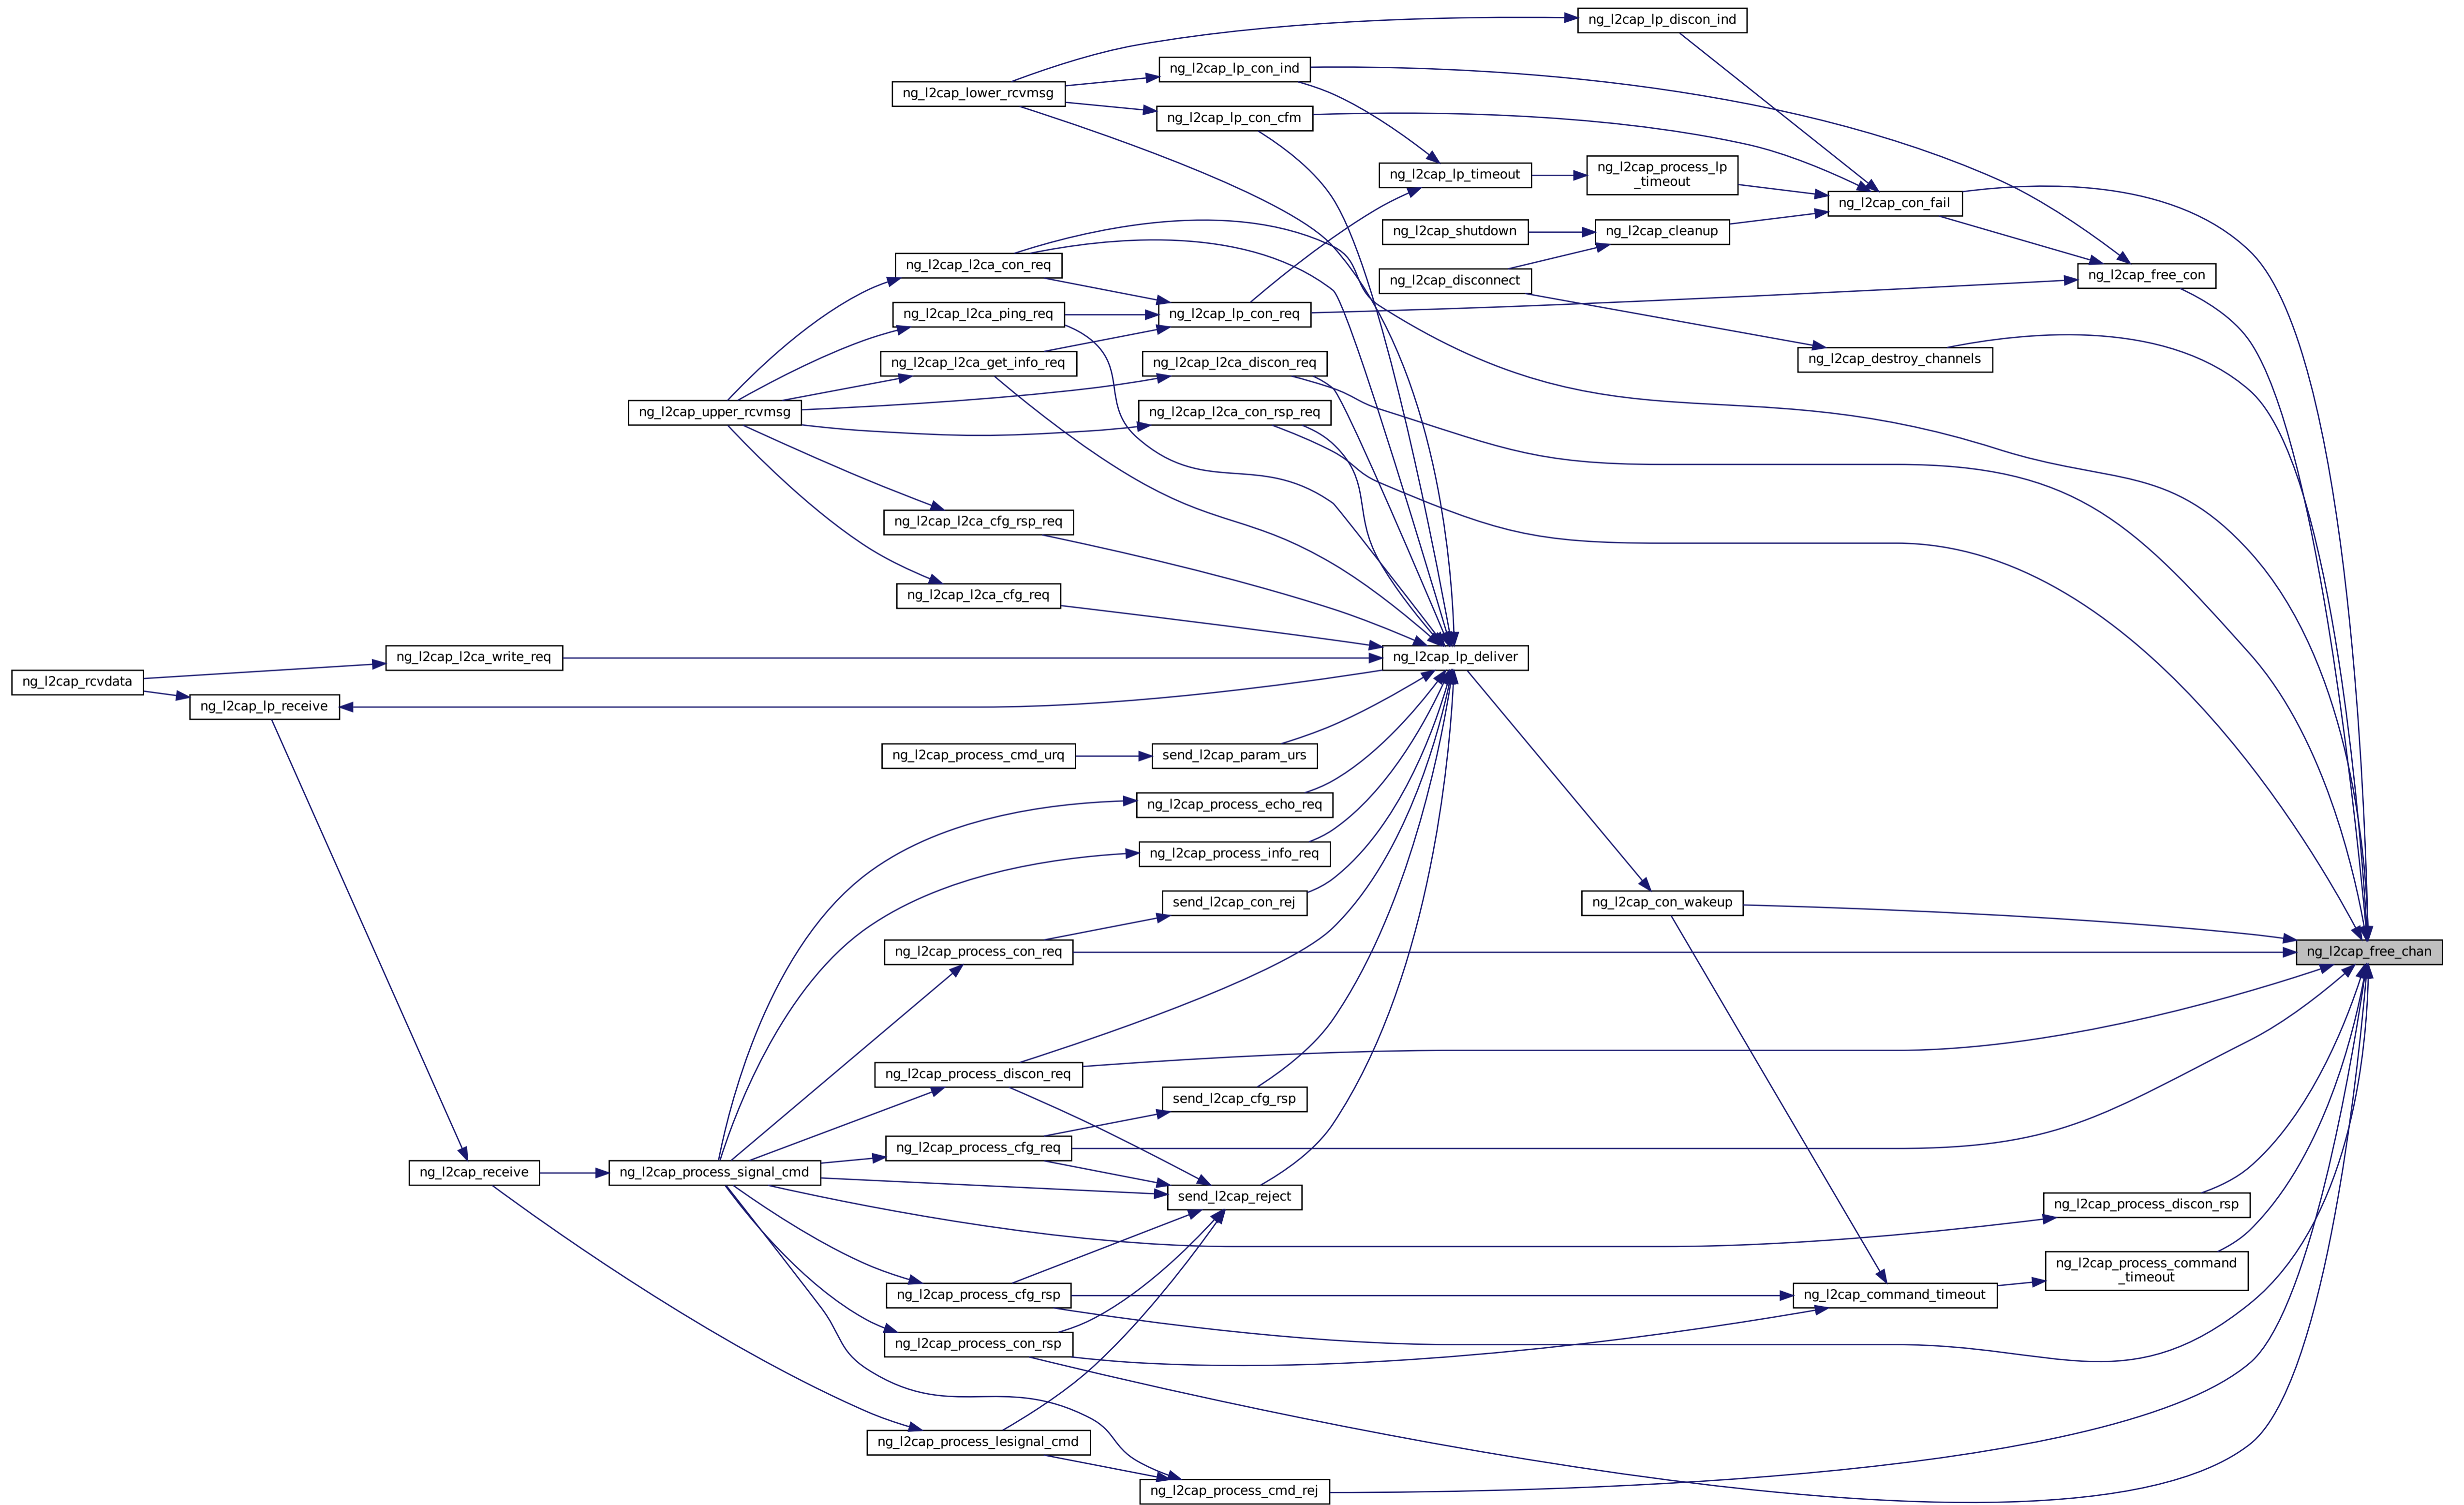 ng_l2cap_lp_discon_ind
ng_l2cap_lp_con_ind
ng_l2cap_lower_rcvmsg
ng_l2cap_lp_con_cfm
ng_l2cap_process_lp
_timeout
ng_l2cap_lp_timeout
ng_l2cap_con_fail
ng_l2cap_shutdown
ng_l2cap_cleanup
ng_l2cap_l2ca_con_req
ng_l2cap_disconnect
ng_l2cap_free_con
ng_l2cap_l2ca_ping_req
ng_l2cap_lp_con_req
ng_l2cap_l2ca_get_info_req
ng_l2cap_l2ca_discon_req
ng_l2cap_destroy_channels
ng_l2cap_upper_rcvmsg
ng_l2cap_l2ca_con_rsp_req
ng_l2cap_l2ca_cfg_rsp_req
ng_l2cap_l2ca_cfg_req
ng_l2cap_l2ca_write_req
ng_l2cap_lp_deliver
ng_l2cap_rcvdata
ng_l2cap_lp_receive
ng_l2cap_process_cmd_urq
send_l2cap_param_urs
ng_l2cap_process_echo_req
ng_l2cap_process_info_req
send_l2cap_con_rej
ng_l2cap_con_wakeup
ng_l2cap_process_con_req
ng_l2cap_free_chan
ng_l2cap_process_discon_req
send_l2cap_cfg_rsp
ng_l2cap_process_cfg_req
ng_l2cap_receive
ng_l2cap_process_signal_cmd
send_l2cap_reject
ng_l2cap_process_discon_rsp
ng_l2cap_process_command
_timeout
ng_l2cap_process_cfg_rsp
ng_l2cap_command_timeout
ng_l2cap_process_con_rsp
ng_l2cap_process_lesignal_cmd
ng_l2cap_process_cmd_rej